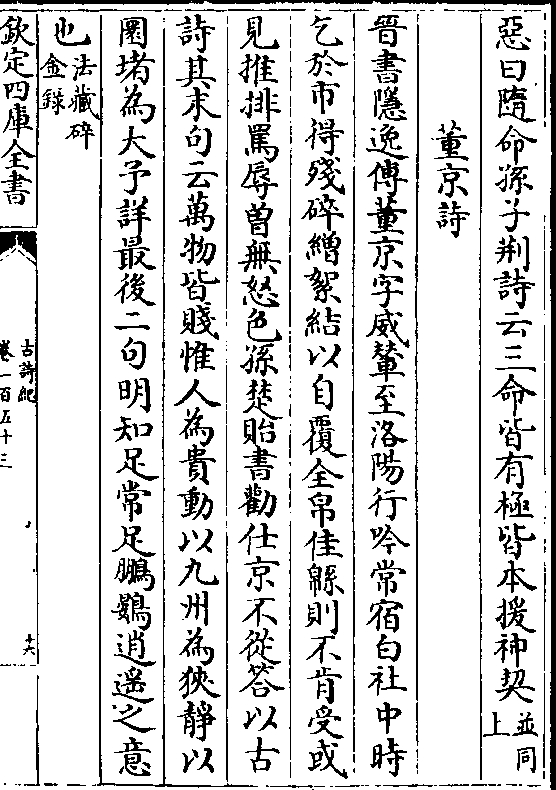 惡曰隨命孫子荆詩云三命皆有極皆本援神契並同上
董京詩
晉書隱逸傳董京字威輦至洛陽行吟常宿白社中時
乞於市得殘碎繒絮結以自覆全帛佳緜則不肯受或
見推排罵辱曾無怒色孫楚貽書勸仕京不從答以古
詩其末句云萬物皆賤惟人為貴動以九州為狹靜以
圜堵為大予詳最後二句明知足常足鵬鷃逍遥之意
也法藏碎金錄
欽定四庫全書
古詩紀
卷一百五十三
十六